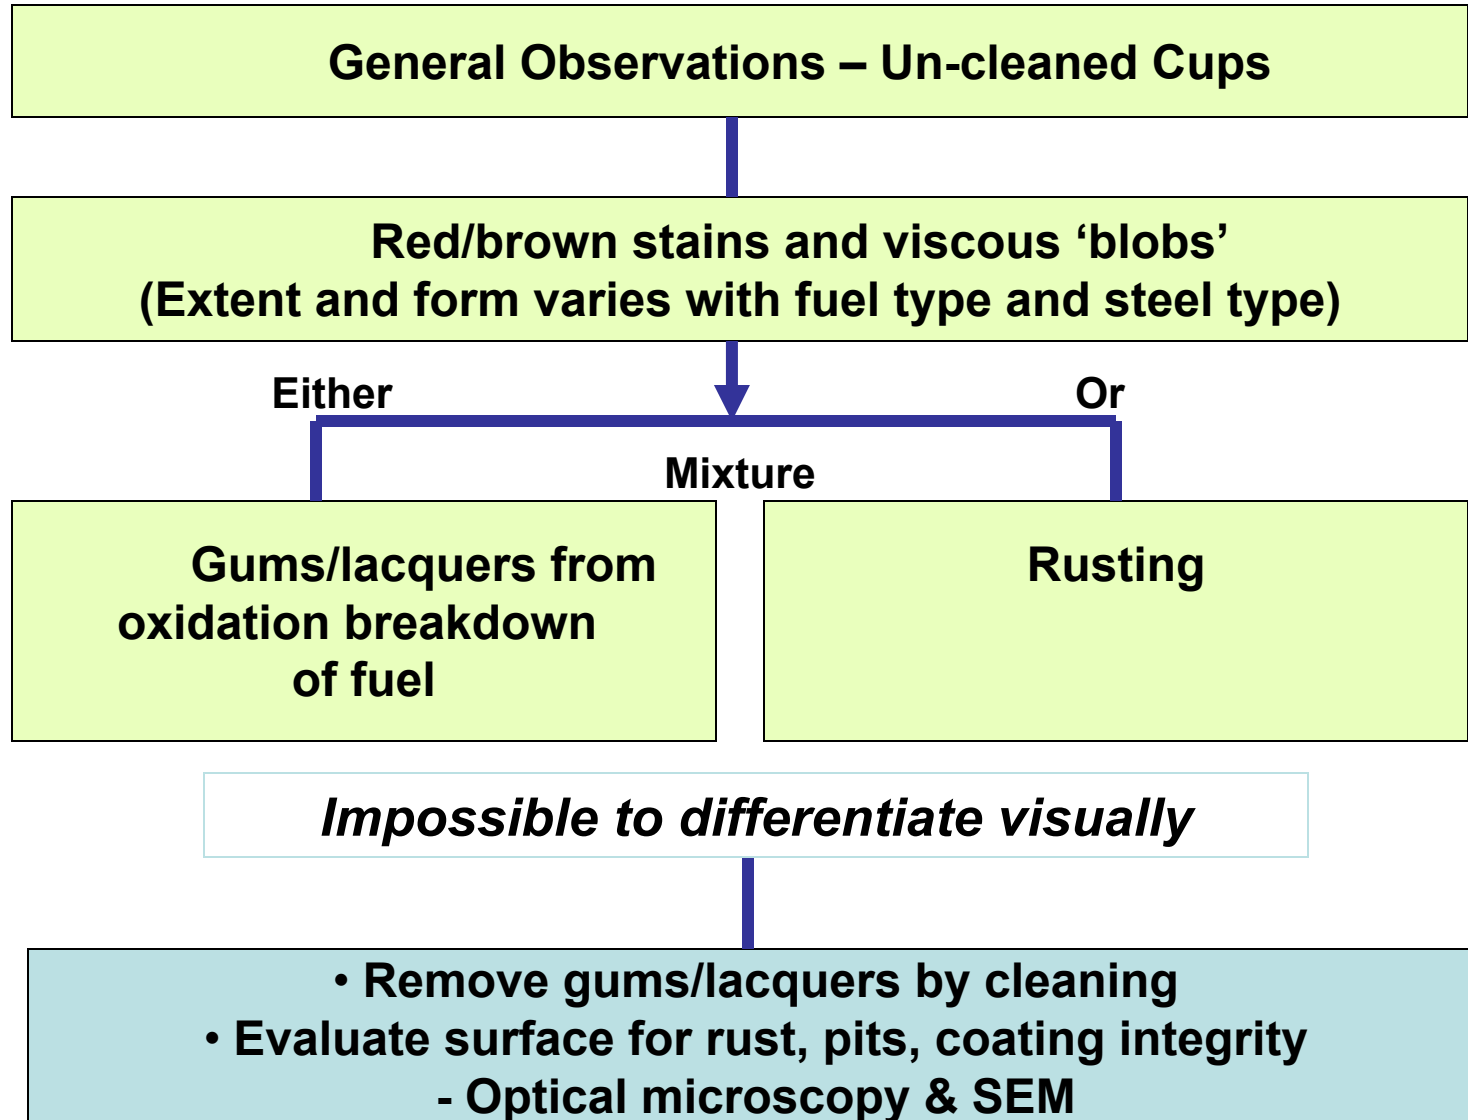 General Observations – Un-cleaned Cups
Red/brown stains and viscous ‘blobs’
(Extent and form varies with fuel type and steel type)
Either
Or
Mixture
Gums/lacquers from
oxidation breakdown
of fuel
Rusting
Impossible to differentiate visually
• Remove gums/lacquers by cleaning
• Evaluate surface for rust, pits, coating integrity
- Optical microscopy & SEM